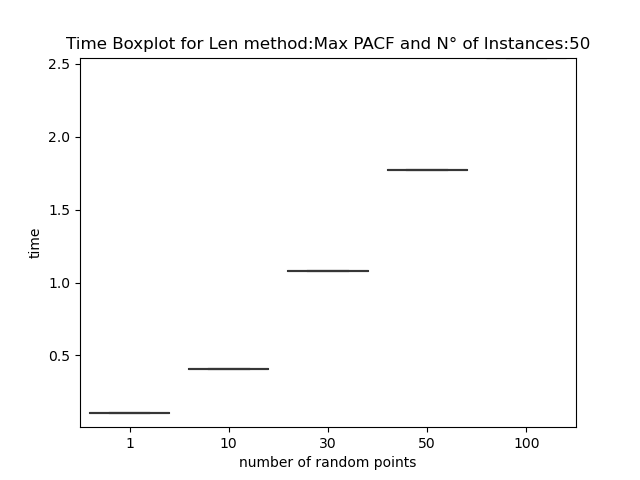 Time Boxplot for Len method:Max PACF and N° of Instances:50
2.5
2.0
1.5
1.0
0.5
time
1 10 30 50 100
number of random points